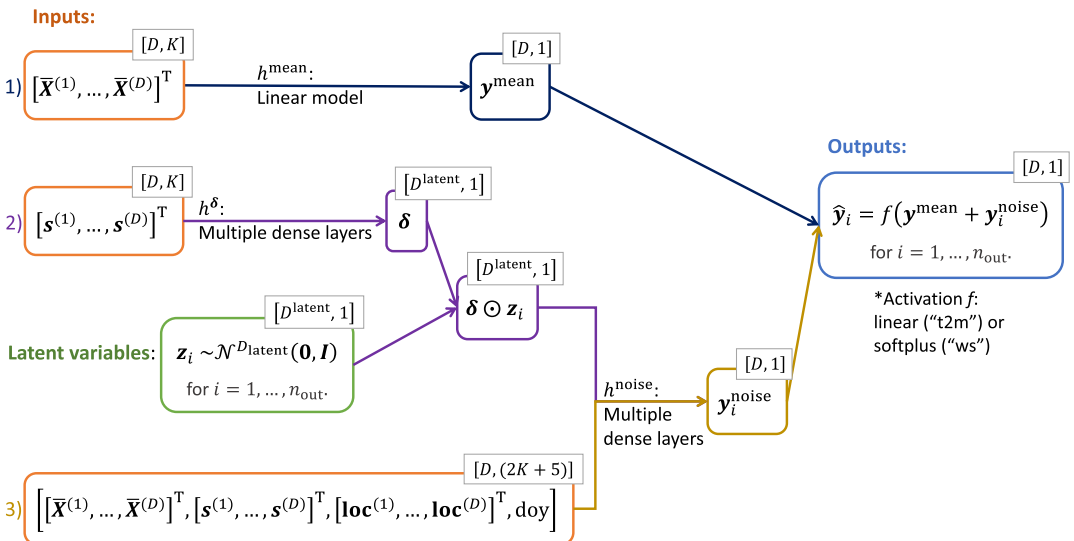 Inputs:
[D, K]
1) [X̄⁽¹⁾, …, X̄⁽ᴰ⁾]ᵀ
hᵐᵉᵃⁿ:
Linear model
[D, 1]
yᵐᵉᵃⁿ
[D, K]
2) [s⁽¹⁾, …, s⁽ᴰ⁾]ᵀ
h^δ:
Multiple dense layers
[D^latent, 1]
δ
[D^latent, 1]
δ ⊙ zᵢ
Latent variables:
[D^latent, 1]
zᵢ ~ 𝒩^{D_latent}(0, I)
for i = 1, …, n_out.
[D, (2K + 5)]
3) [[X̄⁽¹⁾, …, X̄⁽ᴰ⁾]ᵀ, [s⁽¹⁾, …, s⁽ᴰ⁾]ᵀ, [loc⁽¹⁾, …, loc⁽ᴰ⁾]ᵀ, doy]
h^noise:
Multiple
dense layers
[D, 1]
yᵢ^noise
Outputs:
[D, 1]
ŷᵢ = f(y^mean + yᵢ^noise)
for i = 1, …, n_out.
*Activation f:
linear (“t2m”) or
softplus (“ws”)